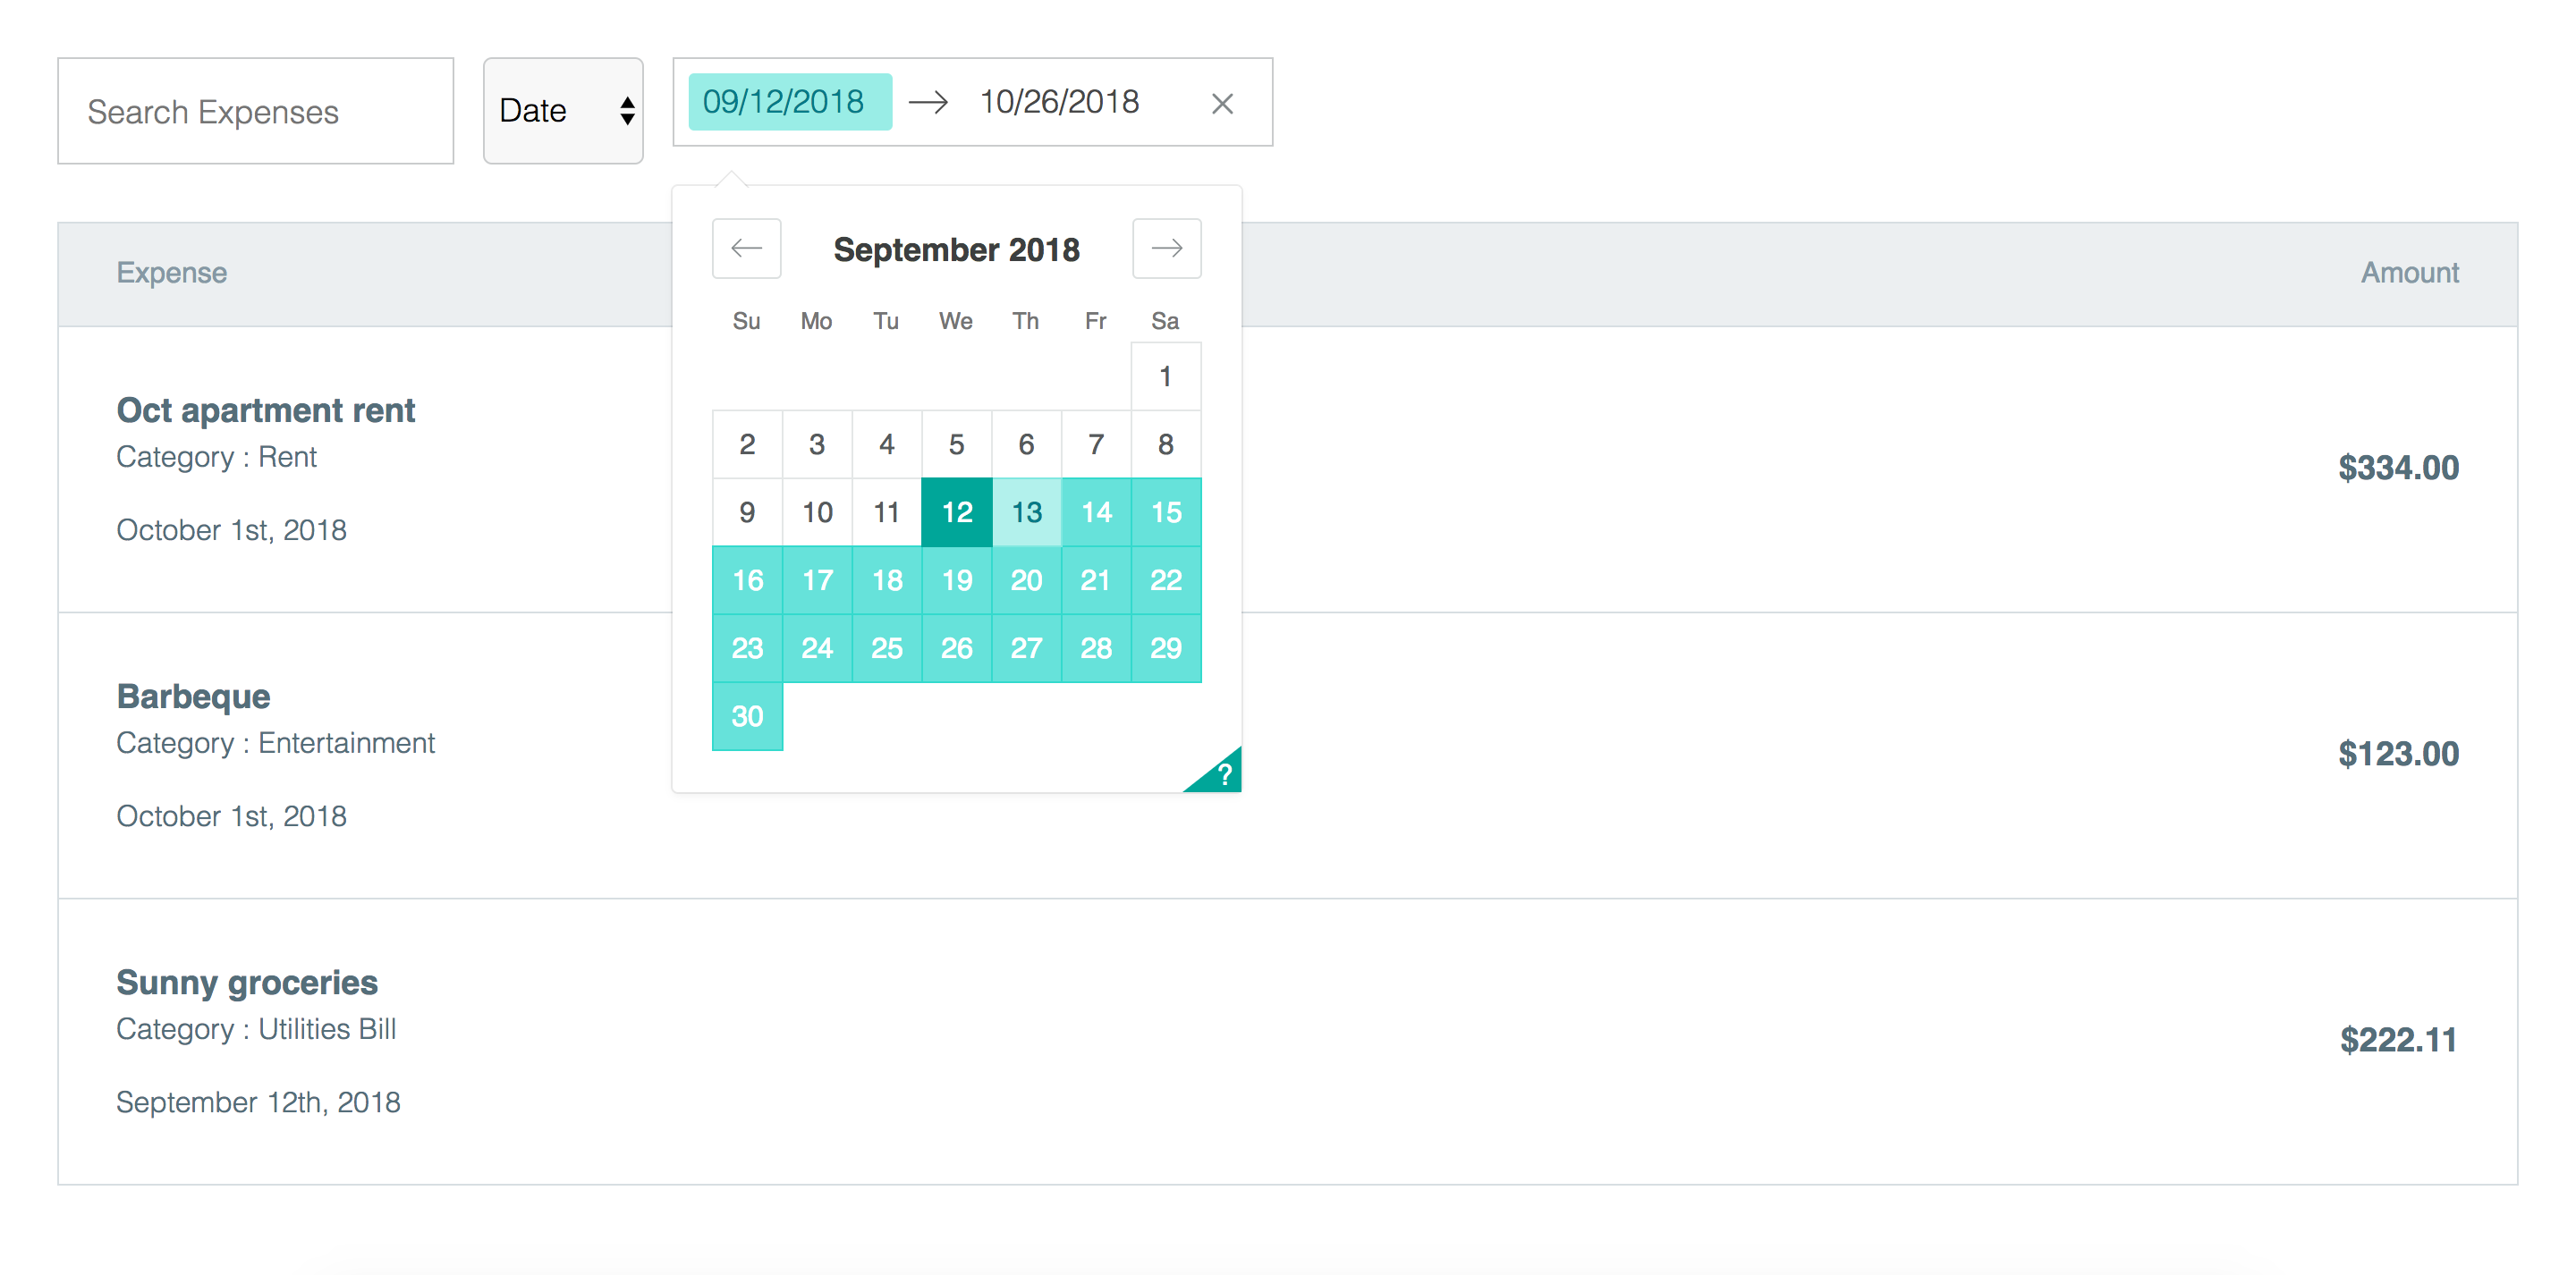 Search Expenses
Date
09/12/2018 → 10/26/2018 ×
← September 2018 →
Su Mo Tu We Th Fr Sa
1
2 3 4 5 6 7 8
9 10 11 12 13 14 15
16 17 18 19 20 21 22
23 24 25 26 27 28 29
30
?
Expense Amount
Oct apartment rent
Category : Rent
$334.00
October 1st, 2018
Barbeque
Category : Entertainment
$123.00
October 1st, 2018
Sunny groceries
Category : Utilities Bill
$222.11
September 12th, 2018